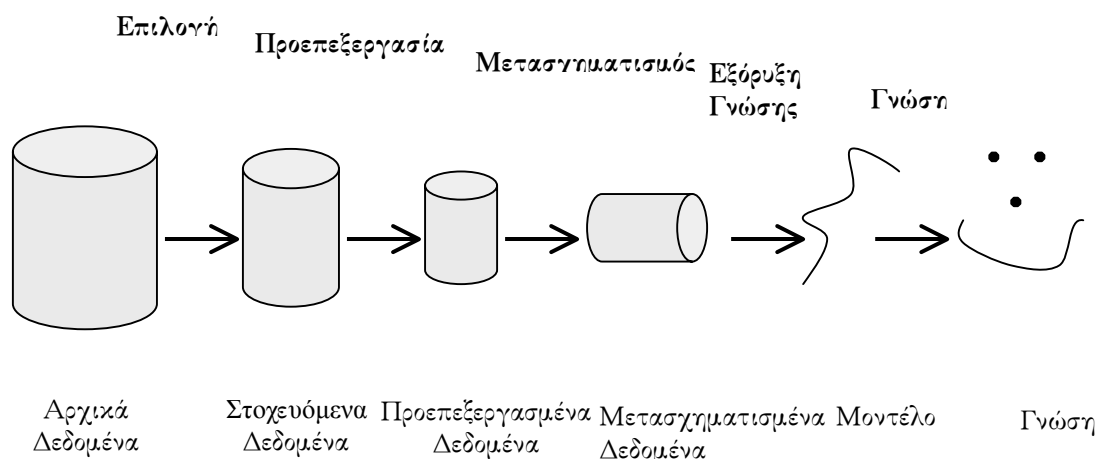 Επιλογή
Προεπεξεργασία
Μετασχηματισμός
Εξόρυξη
Γνώσης
Γνώση
Αρχικά
Δεδομένα
Στοχευόμενα
Δεδομένα
Προεπεξεργασμένα
Δεδομένα
Μετασχηματισμένα
Δεδομένα
Μοντέλο
Γνώση